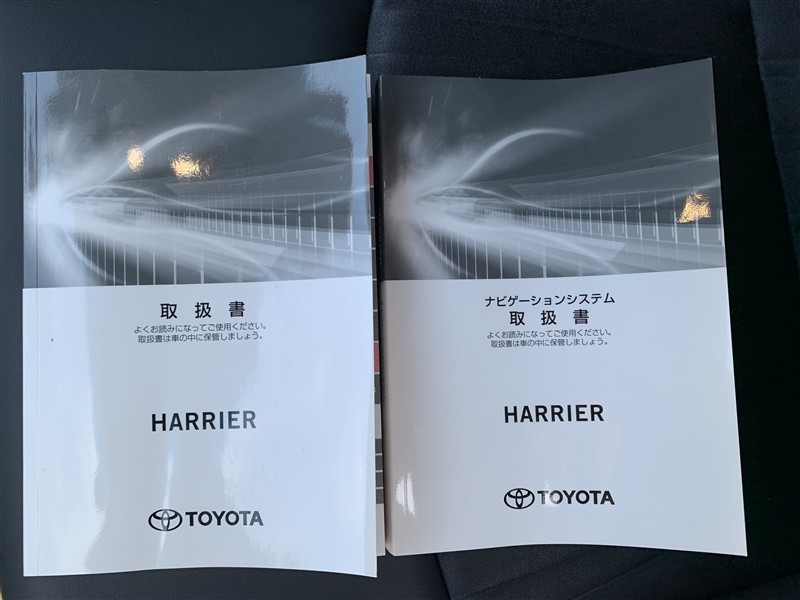 取扱書
よくお読みになってご使用ください。
取扱書は車の中に保管しましょう。
HARRIER
TOYOTA
ナビゲーションシステム
取扱書
よくお読みになってご使用ください。
取扱書は車の中に保管しましょう。
HARRIER
TOYOTA